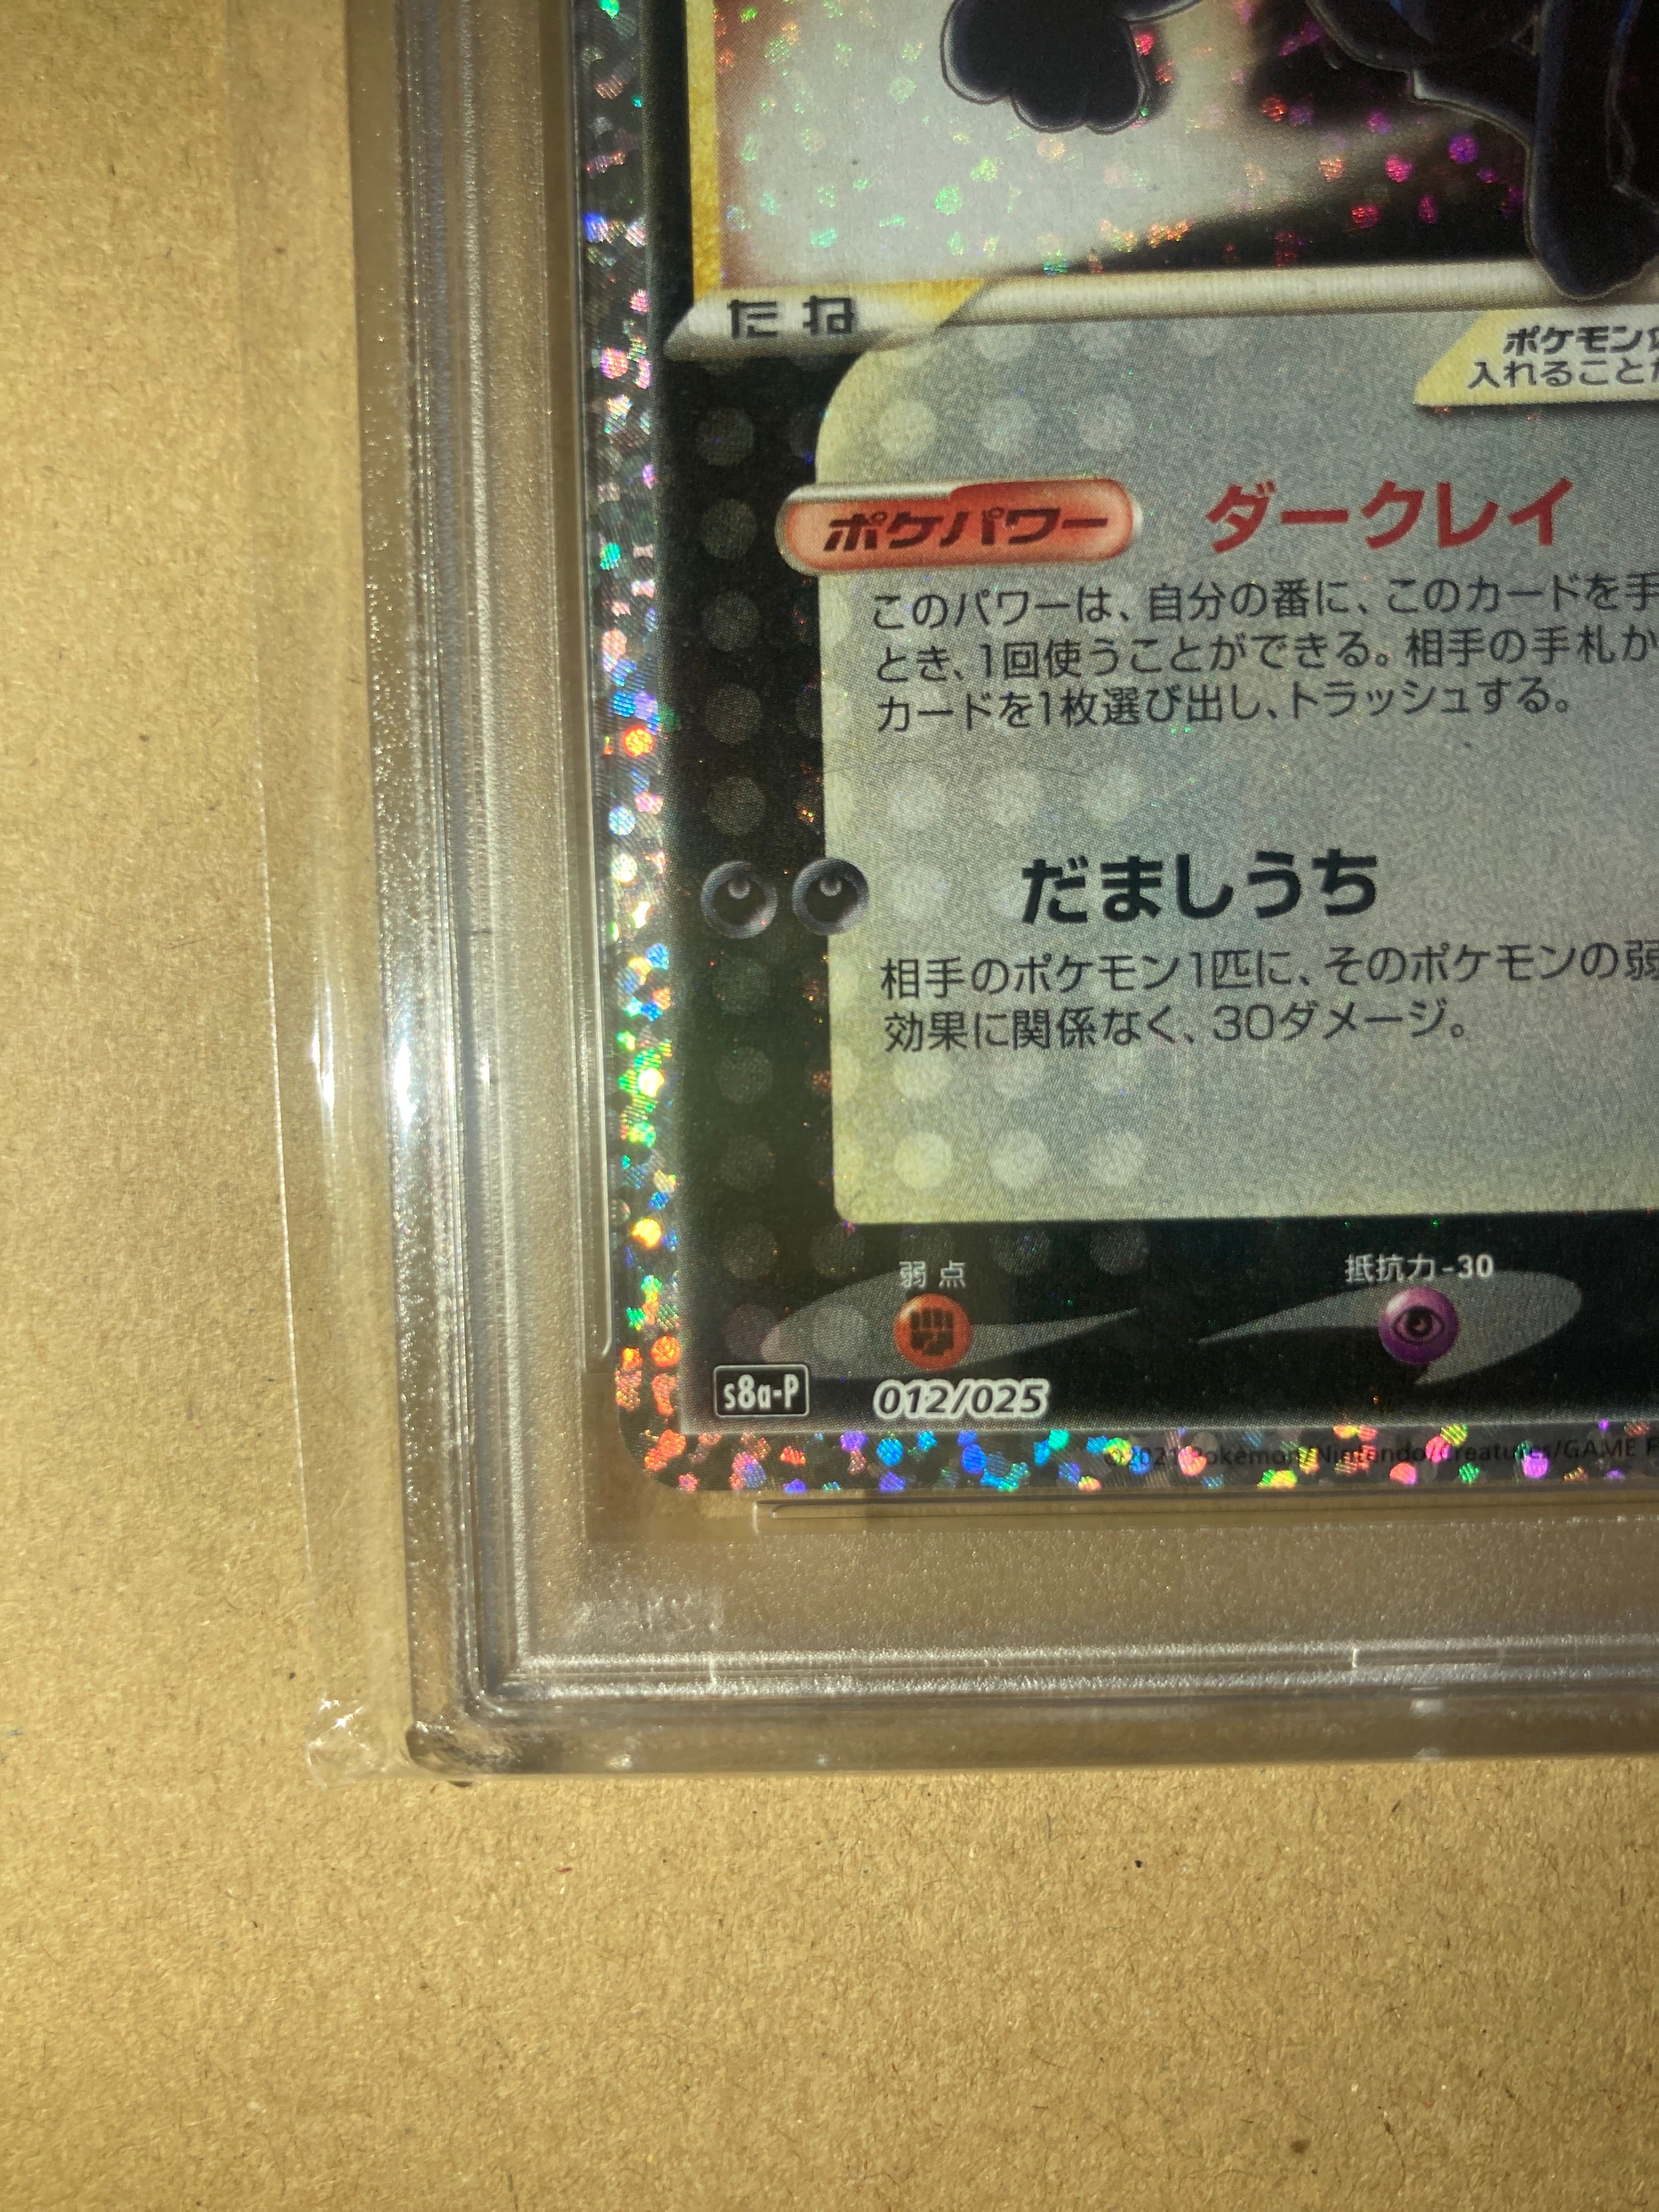 たね
ポケモン
入れること
ポケパワー ダークレイ
このパワーは、自分の番に、このカードを手
とき、1回使うことができる。相手の手札か
カードを1枚選び出し、トラッシュする。
だましうち
相手のポケモン1匹に、そのポケモンの弱
効果に関係なく、30ダメージ。
弱点 抵抗力-30
s8a-P 012/025
©2021 Pokémon/Nintendo/Creatures/GAME